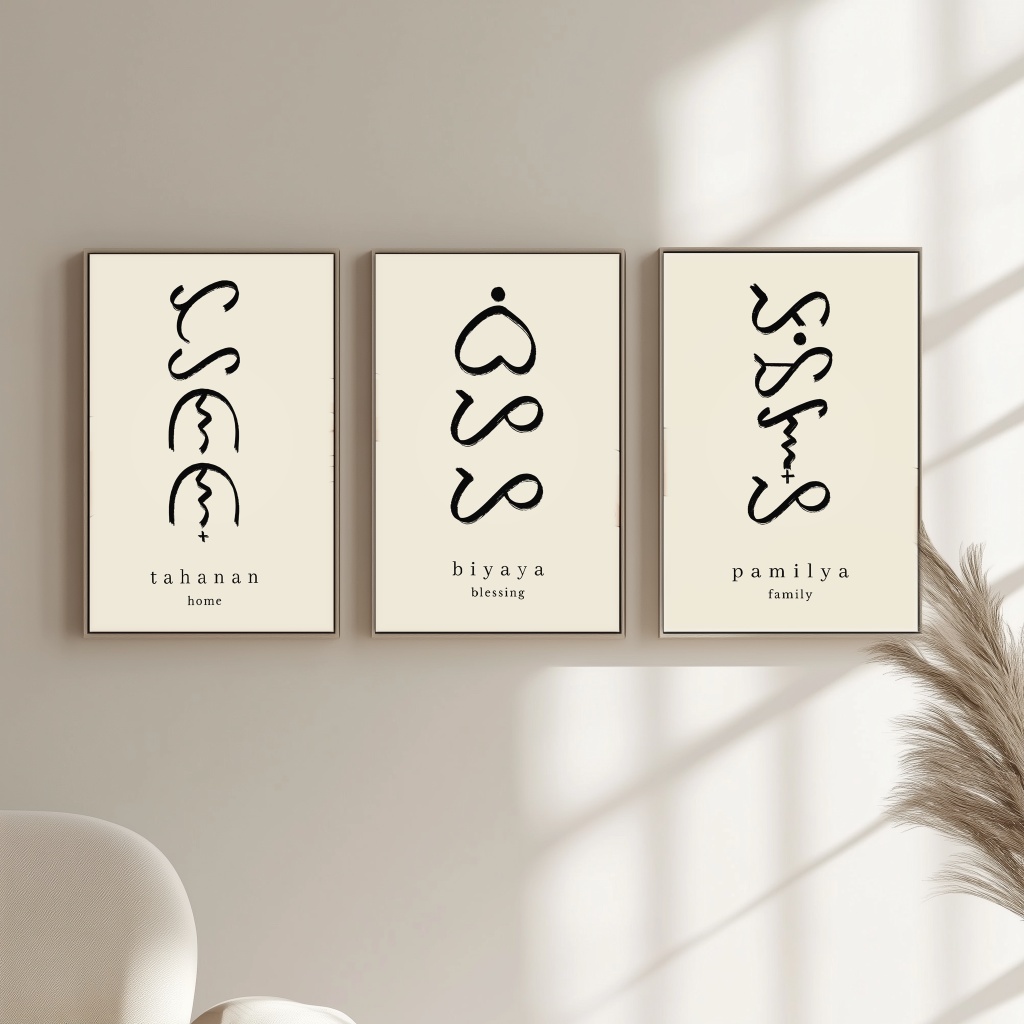 ᜆᜑᜈᜈ᜔
tahanan
home
ᜊᜒᜌᜌ
biyaya
blessing
ᜉᜋᜒᜎ᜔ᜌ
pamilya
family